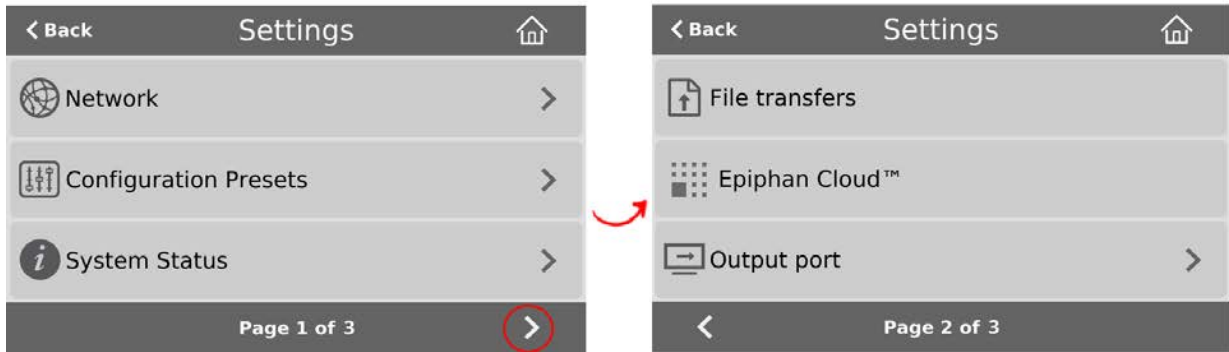 Back Settings
Network
Configuration Presets
i System Status
Page 1 of 3
Back Settings
File transfers
Epiphan Cloud™
Output port
Page 2 of 3